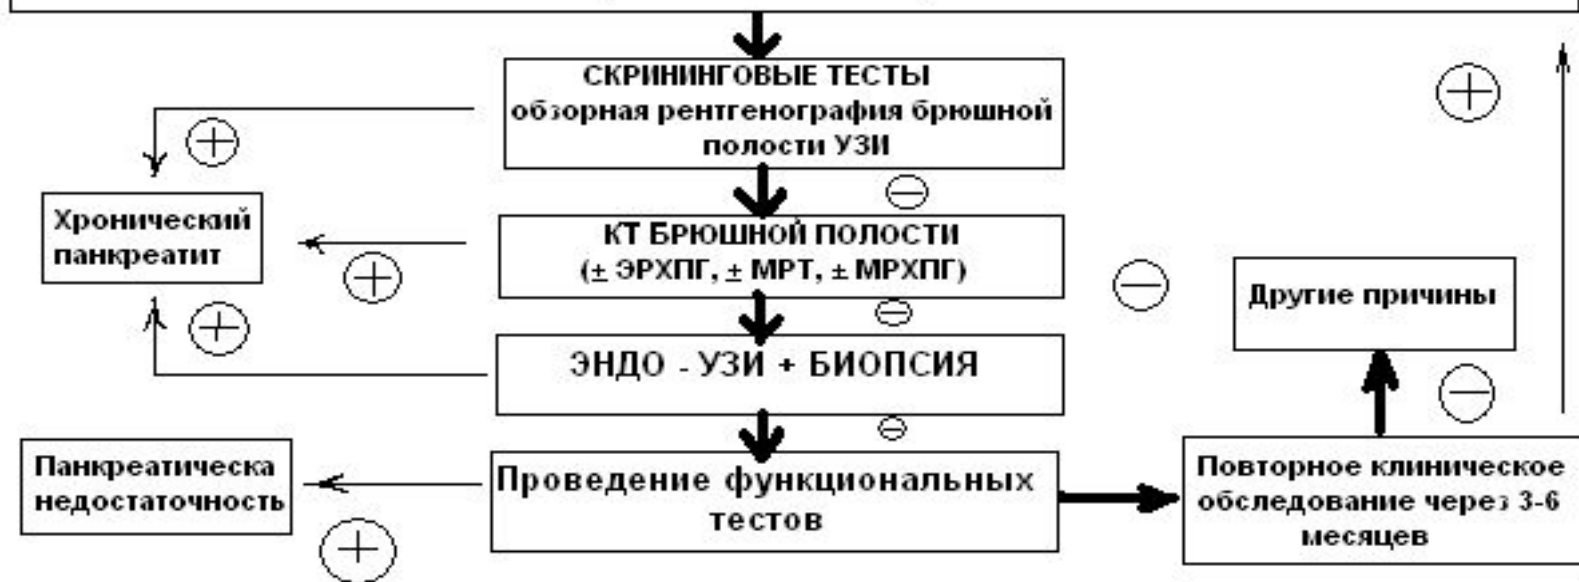 СКРИНИНГОВЫЕ ТЕСТЫ
обзорная рентгенография брюшной
полости УЗИ
Хронический
панкреатит
КТ БРЮШНОЙ ПОЛОСТИ
(± ЭРХПГ, ± МРТ, ± МРХПГ)
Другие причины
ЭНДО - УЗИ + БИОПСИЯ
Панкреатическа
недостаточность
Проведение функциональных
тестов
Повторное клиническое
обследование через 3-6
месяцев